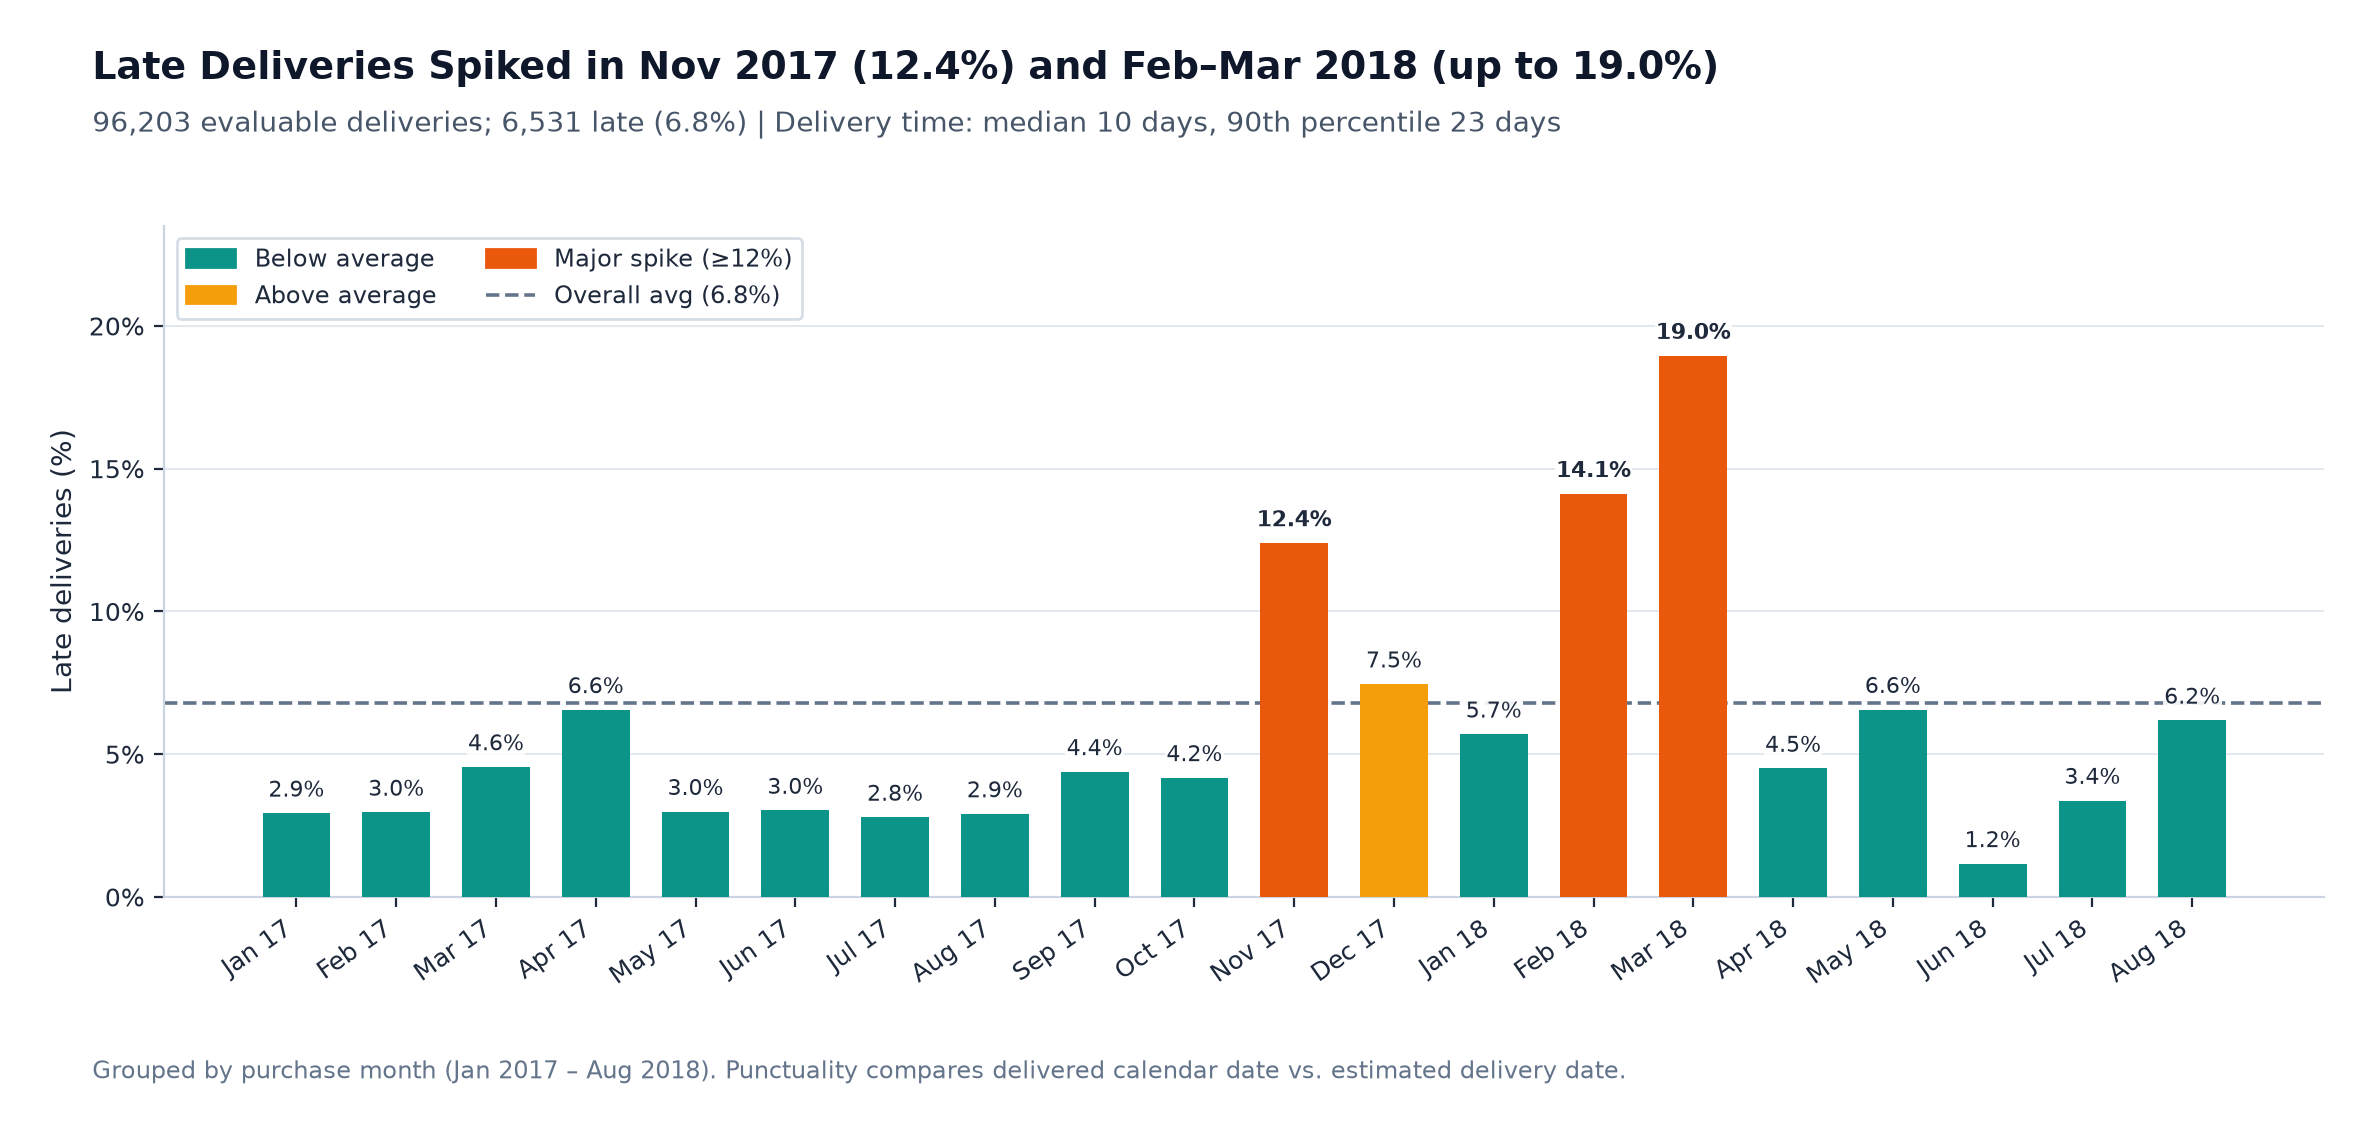 Late Deliveries Spiked in Nov 2017 (12.4%) and Feb–Mar 2018 (up to 19.0%)
96,203 evaluable deliveries; 6,531 late (6.8%) | Delivery time: median 10 days, 90th percentile 23 days
Below average
Above average
Major spike (≥12%)
Overall avg (6.8%)
Late deliveries (%)
20%
15%
10%
5%
0%
2.9%
3.0%
4.6%
6.6%
3.0%
3.0%
2.8%
2.9%
4.4%
4.2%
12.4%
7.5%
5.7%
14.1%
19.0%
4.5%
6.6%
1.2%
3.4%
6.2%
Jan 17
Feb 17
Mar 17
Apr 17
May 17
Jun 17
Jul 17
Aug 17
Sep 17
Oct 17
Nov 17
Dec 17
Jan 18
Feb 18
Mar 18
Apr 18
May 18
Jun 18
Jul 18
Aug 18
Grouped by purchase month (Jan 2017 – Aug 2018). Punctuality compares delivered calendar date vs. estimated delivery date.